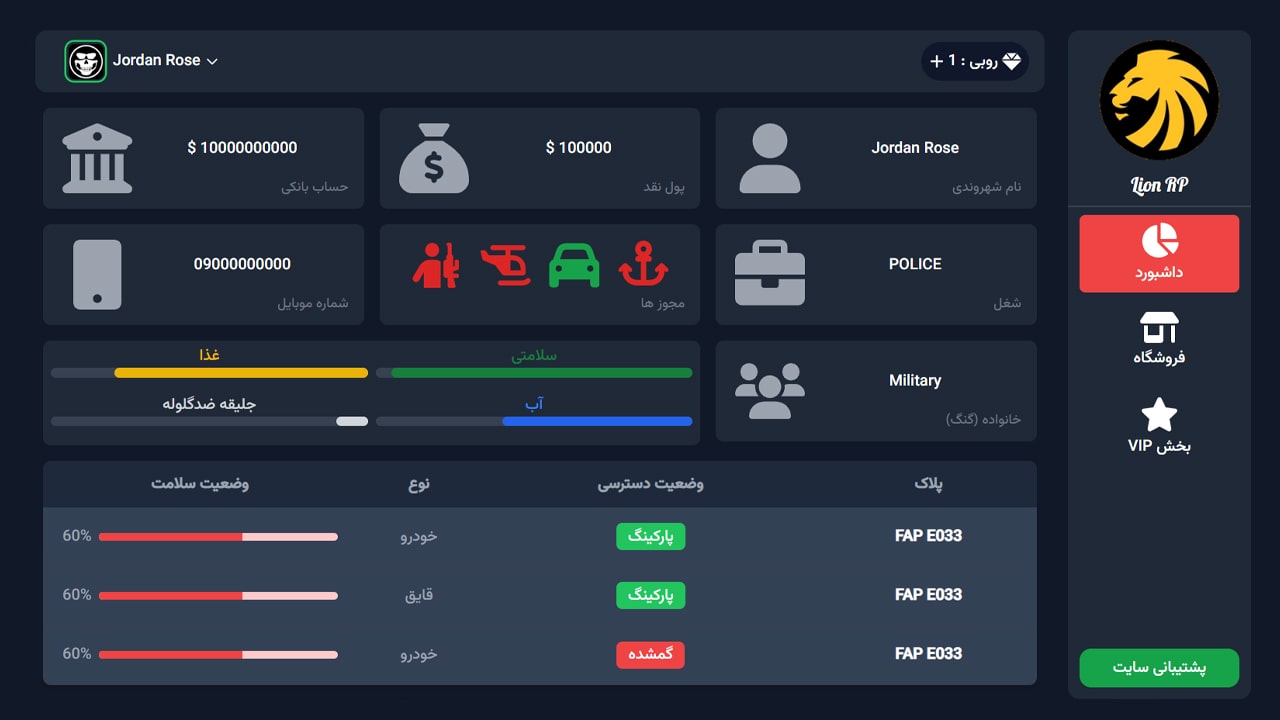 Lion RP
داشبورد
فروشگاه
بخش VIP
پشتیبانی سایت
روبی : 1 +
Jordan Rose
Jordan Rose
نام شهروندی
$ 100000
پول نقد
$ 10000000000
حساب بانکی
POLICE
شغل
مجوز ها
09000000000
شماره موبایل
Military
خانواده (گنگ)
سلامتی
غذا
آب
جلیقه ضدگلوله
پلاک وضعیت دسترسی نوع وضعیت سلامت
FAP E033 پارکینگ خودرو 60%
FAP E033 پارکینگ قایق 60%
FAP E033 گمشده خودرو 60%